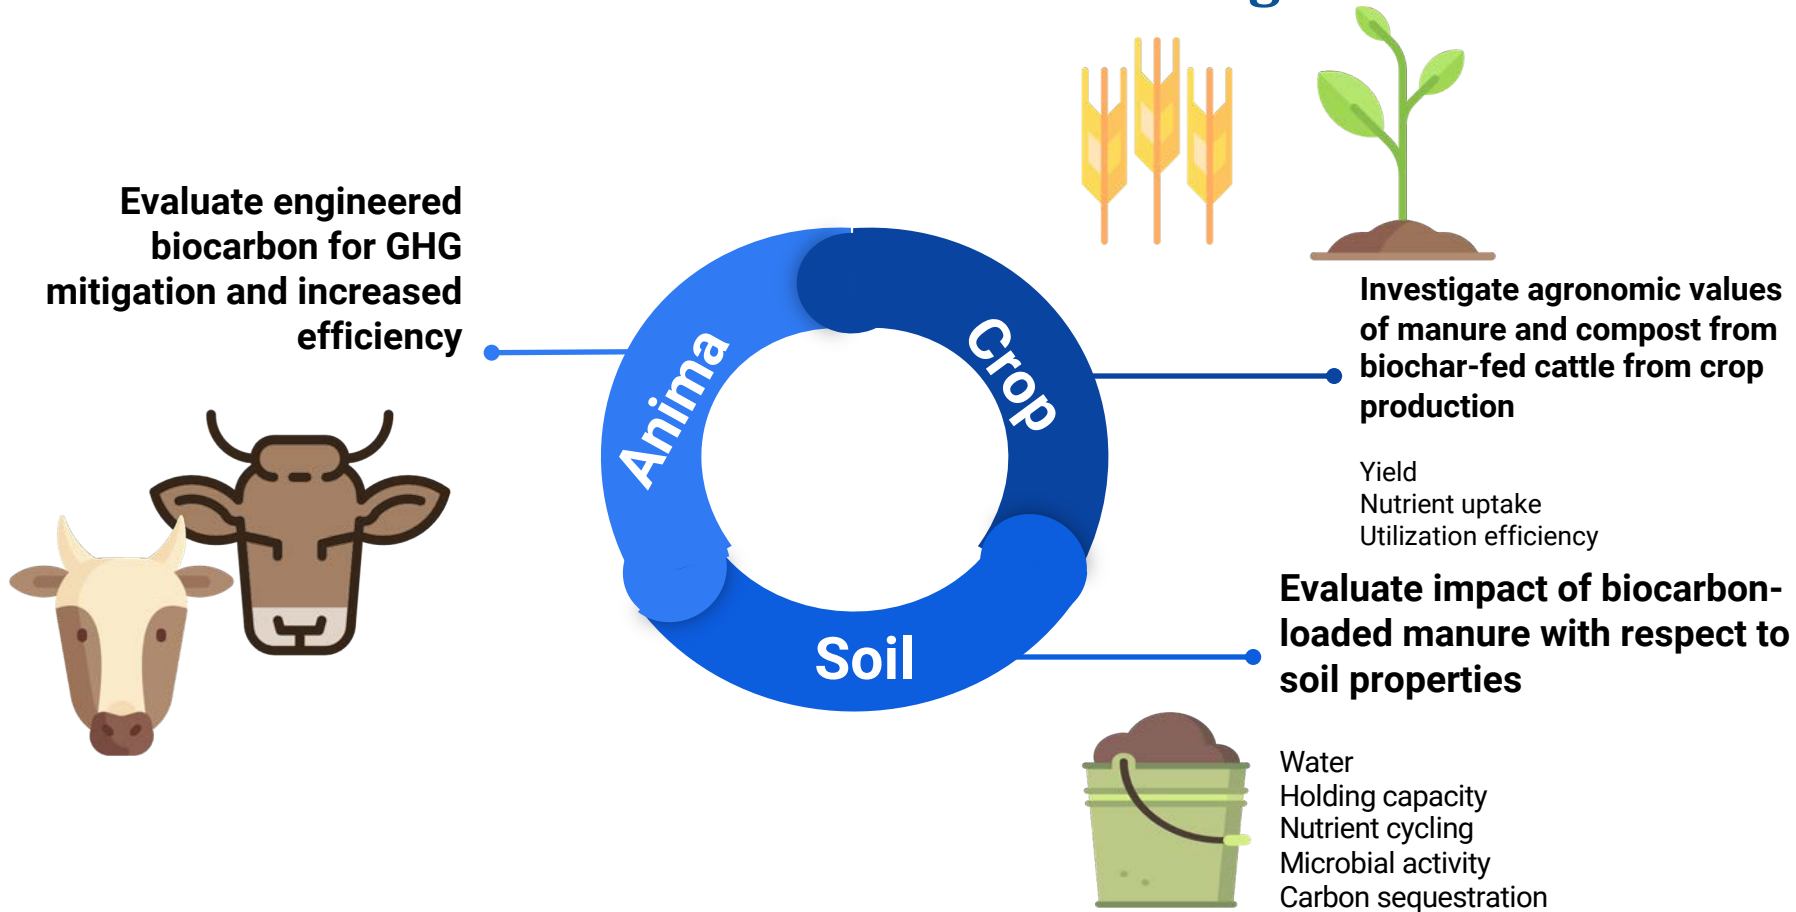 Evaluate engineered
biocarbon for GHG
mitigation and increased
efficiency
Anima
Crop
Soil
Investigate agronomic values
of manure and compost from
biochar-fed cattle from crop
production
Yield
Nutrient uptake
Utilization efficiency
Evaluate impact of biocarbon-
loaded manure with respect to
soil properties
Water
Holding capacity
Nutrient cycling
Microbial activity
Carbon sequestration